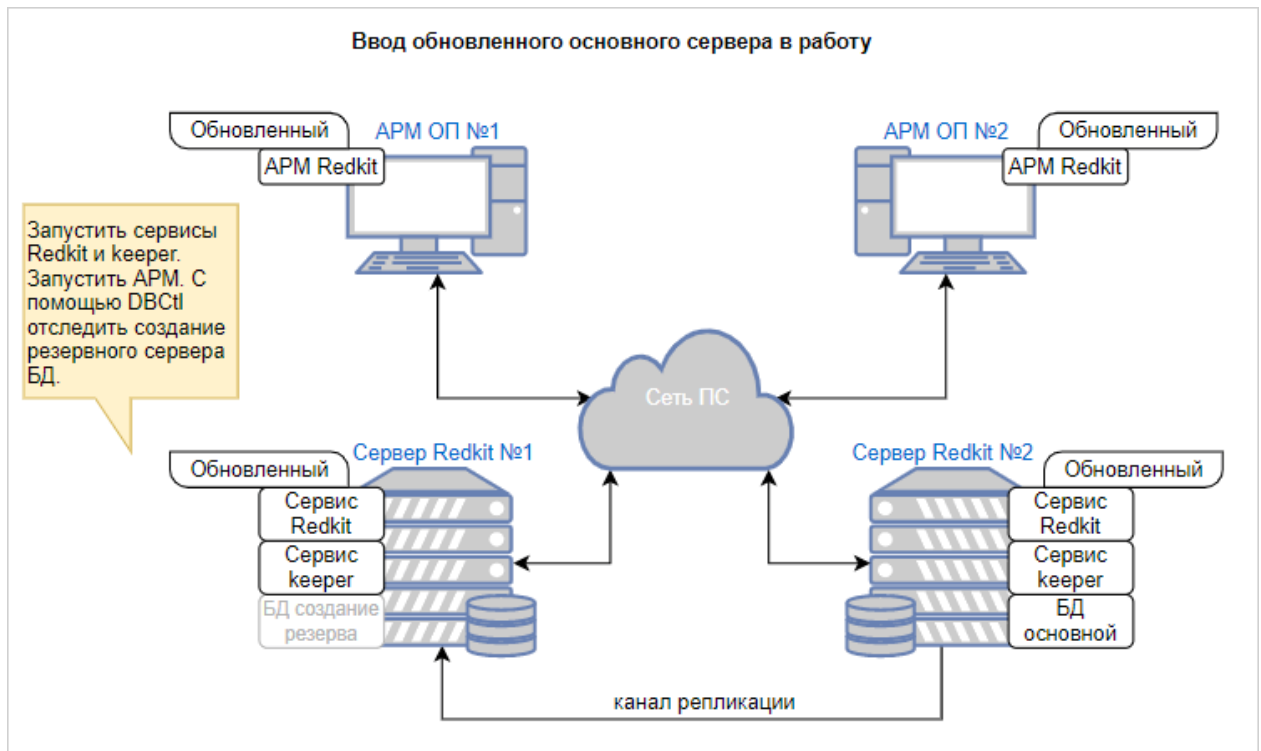 Ввод обновленного основного сервера в работу
Обновленный
АРМ ОП №1
АРМ Redkit
АРМ ОП №2
Обновленный
АРМ Redkit
Запустить сервисы
Redkit и keeper.
Запустить АРМ. С
помощью DBCtl
отследить создание
резервного сервера
БД.
Сеть ПС
Обновленный
Сервер Redkit №1
Сервис
Redkit
Сервис
keeper
БД создание
резерва
Сервер Redkit №2
Обновленный
Сервис
Redkit
Сервис
keeper
БД
основной
канал репликации